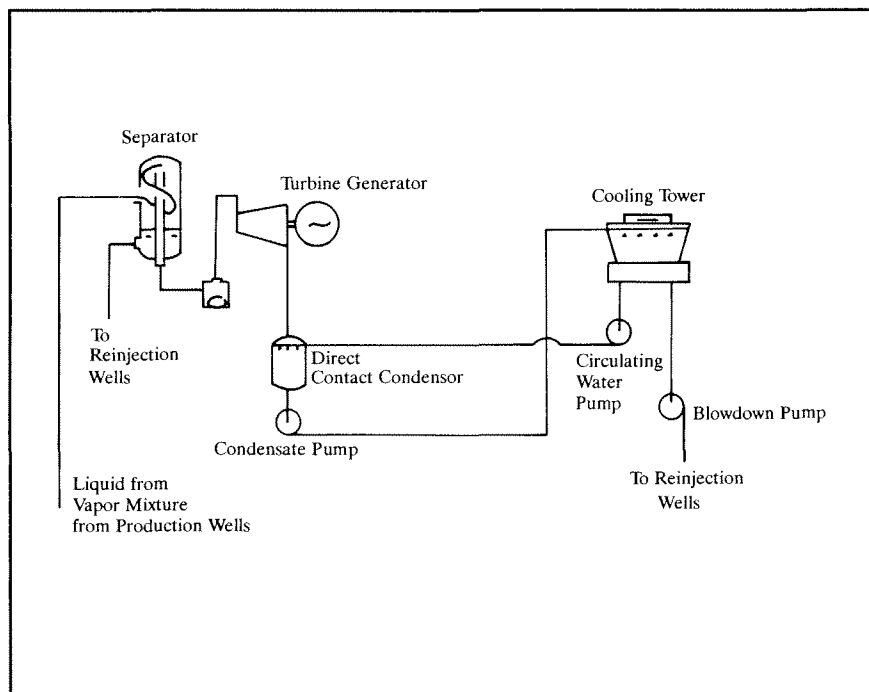 Separator
Turbine Generator
Cooling Tower
To
Reinjection
Wells
Direct
Contact Condensor
Circulating
Water
Pump
Blowdown Pump
Condensate Pump
To Reinjection
Wells
Liquid from
Vapor Mixture
from Production Wells